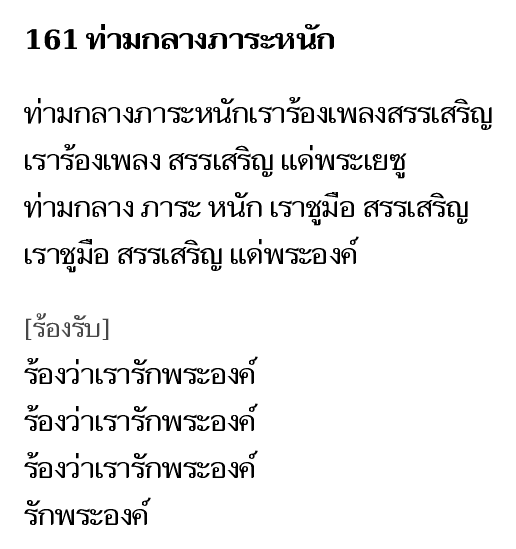 161 ท่ามกลางภาระหนัก
ท่ามกลางภาระหนักเราร้องเพลงสรรเสริญ
เราร้องเพลง สรรเสริญ แด่พระเยซู
ท่ามกลาง ภาระ หนัก เราชูมือ สรรเสริญ
เราชูมือ สรรเสริญ แด่พระองค์
[ร้องรับ]
ร้องว่าเรารักพระองค์
ร้องว่าเรารักพระองค์
ร้องว่าเรารักพระองค์
รักพระองค์